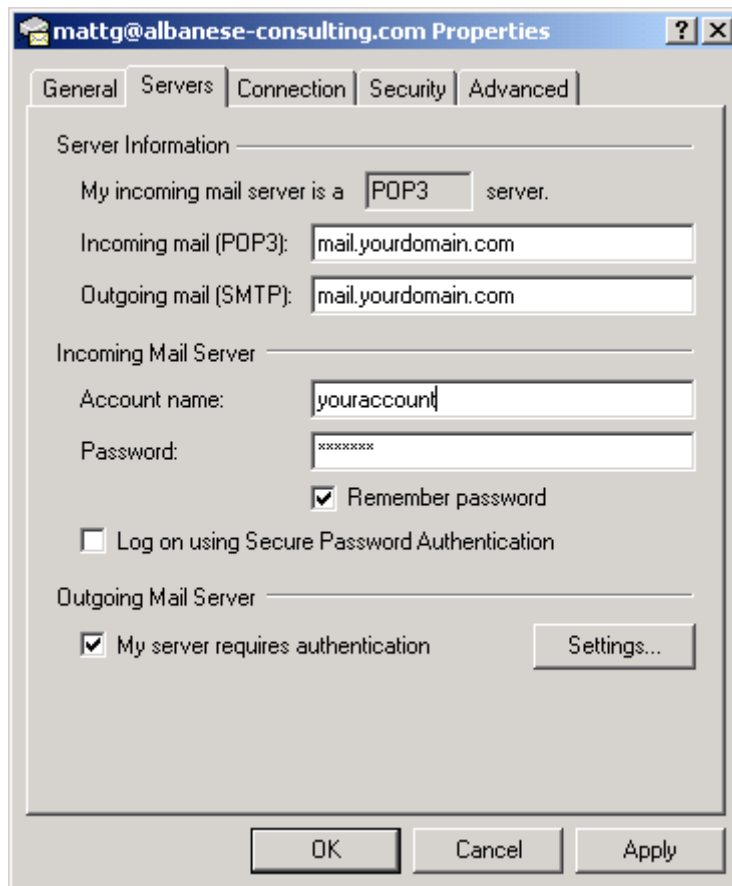 mattg@albanese-consulting.com Properties ? X
General Servers Connection Security Advanced
Server Information
My incoming mail server is a POP3 server.
Incoming mail (POP3): mail.yourdomain.com
Outgoing mail (SMTP): mail.yourdomain.com
Incoming Mail Server
Account name: youraccount
Password: *******
Remember password
Log on using Secure Password Authentication
Outgoing Mail Server
My server requires authentication Settings...
OK Cancel Apply